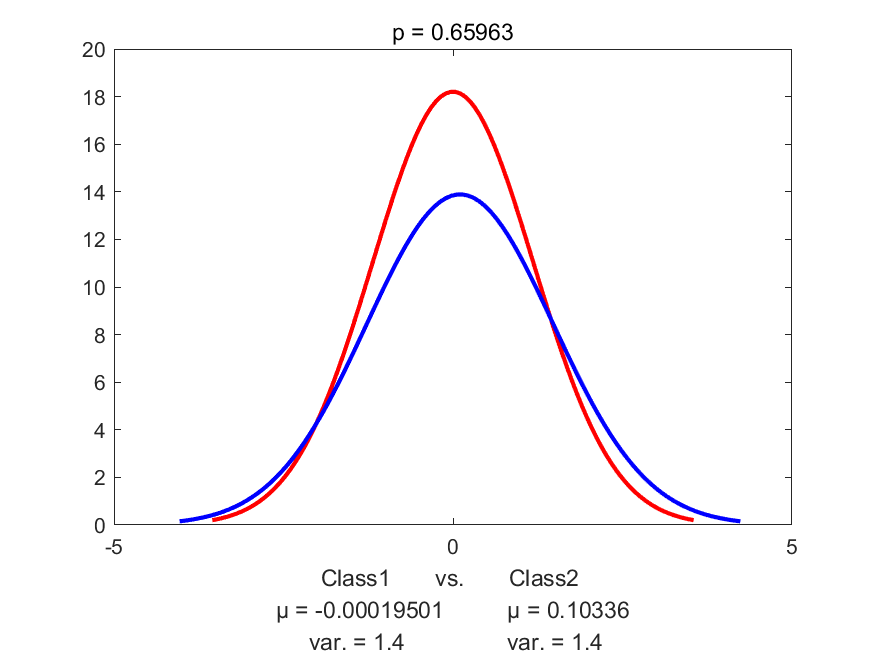 p = 0.65963
20
18
16
14
12
10
8
6
4
2
0
-5 0 5
Class1 vs. Class2
μ = -0.00019501 μ = 0.10336
var. = 1.4 var. = 1.4